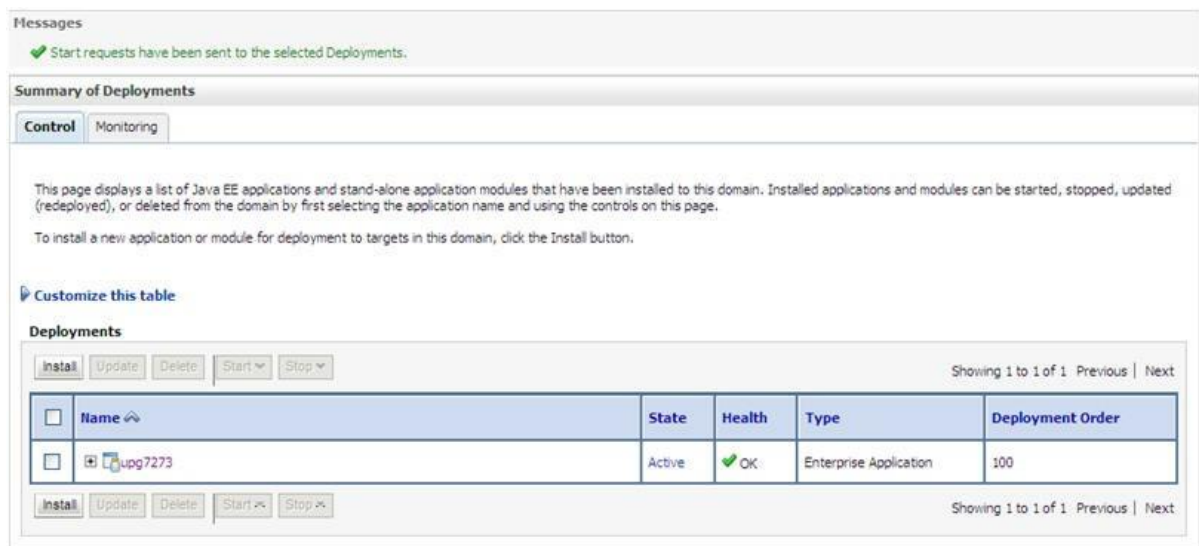 Messages
Start requests have been sent to the selected Deployments.
Summary of Deployments
Control Monitoring
This page displays a list of Java EE applications and stand-alone application modules that have been installed to this domain. Installed applications and modules can be started, stopped, updated
(redeployed), or deleted from the domain by first selecting the application name and using the controls on this page.
To install a new application or module for deployment to targets in this domain, click the Install button.
Customize this table
Deployments
Install Update Delete Start Stop Showing 1 to 1 of 1 Previous | Next
Name State Health Type Deployment Order
upg7273 Active OK Enterprise Application 100
Install Update Delete Start Stop Showing 1 to 1 of 1 Previous | Next